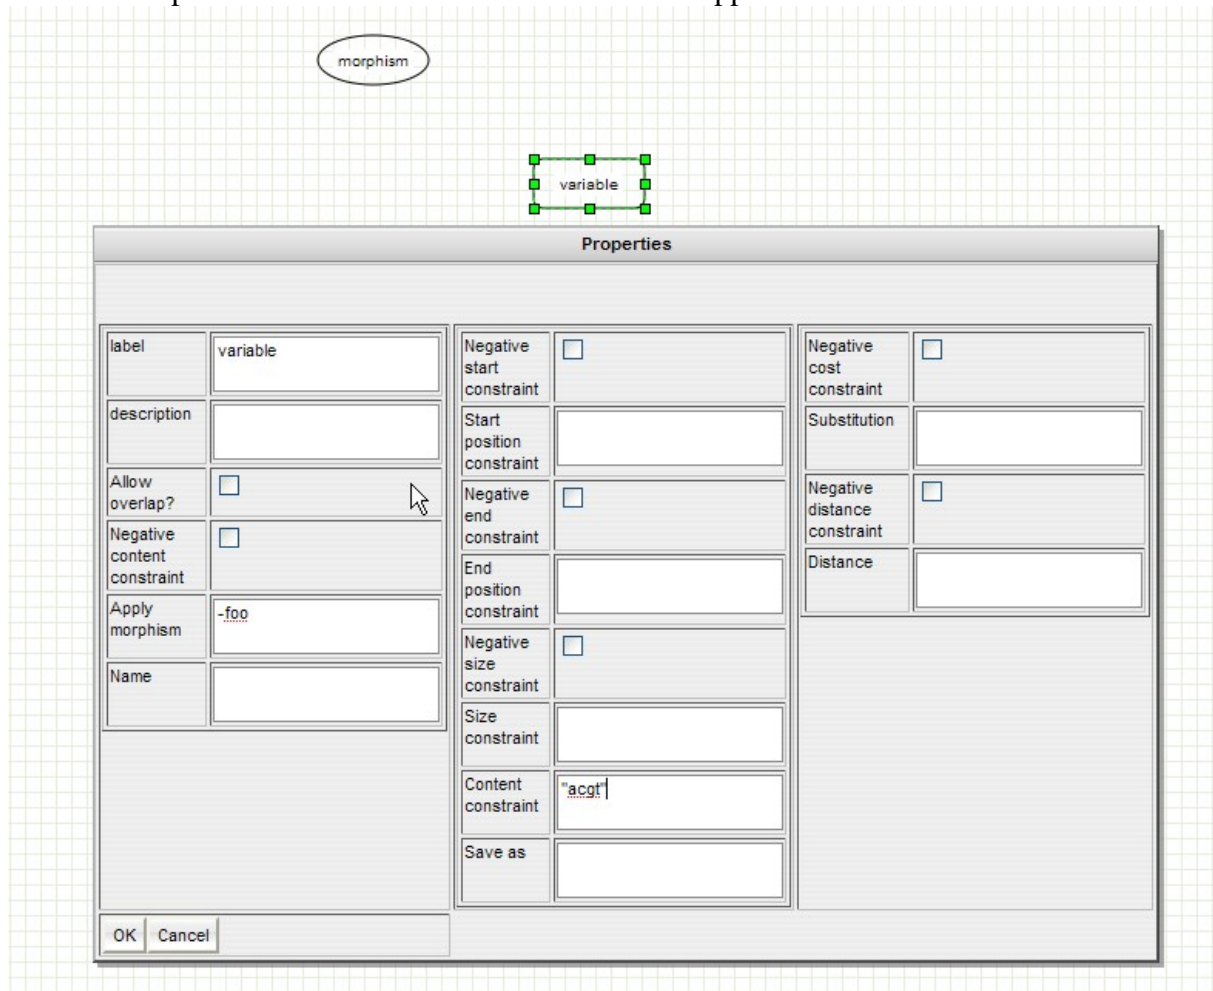 morphism
variable
Properties
label
variable
description
Allow
overlap?
Negative
content
constraint
Apply
morphism
-foo
Name
Negative
start
constraint
Start
position
constraint
Negative
end
constraint
End
position
constraint
Negative
size
constraint
Size
constraint
Content
constraint
"acgt"
Save as
Negative
cost
constraint
Substitution
Negative
distance
constraint
Distance
OK
Cancel